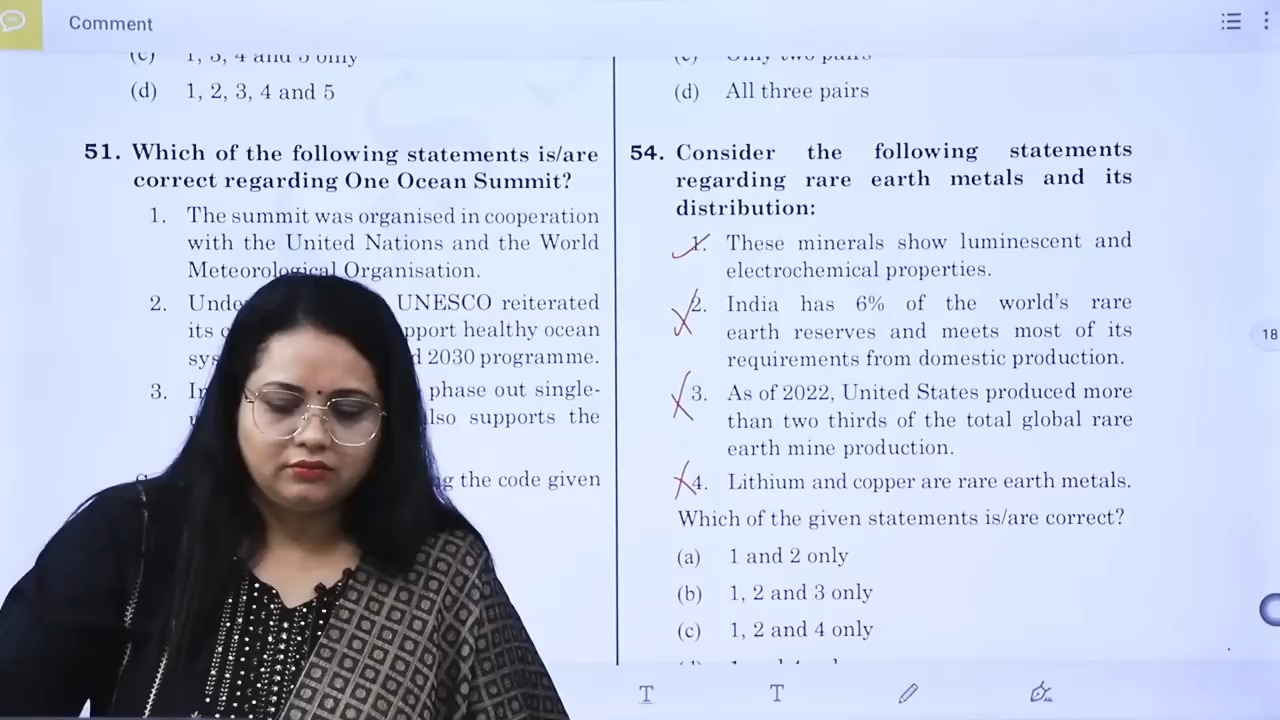 Comment
(d) 1, 2, 3, 4 and 5
51. Which of the following statements is/are
correct regarding One Ocean Summit?
1. The summit was organised in cooperation
with the United Nations and the World
Meteorological Organisation.
2. UNESCO reiterated
its healthy ocean
2030 programme.
3. phase out single-
supports the
the code given
(d) All three pairs
54. Consider the following statements
regarding rare earth metals and its
distribution:
1. These minerals show luminescent and
electrochemical properties.
2. India has 6% of the world's rare
earth reserves and meets most of its
requirements from domestic production.
3. As of 2022, United States produced more
than two thirds of the total global rare
earth mine production.
4. Lithium and copper are rare earth metals.
Which of the given statements is/are correct?
(a) 1 and 2 only
(b) 1, 2 and 3 only
(c) 1, 2 and 4 only
18
T
T